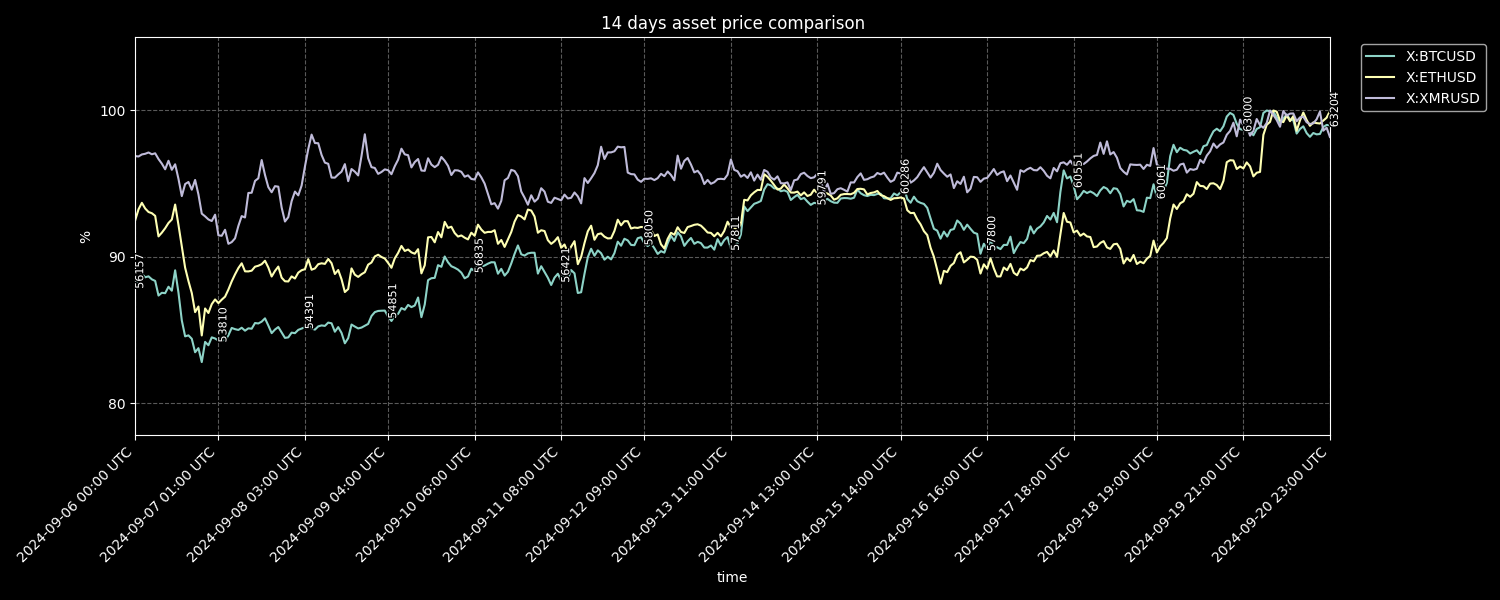 14 days asset price comparison
X:BTCUSD
X:ETHUSD
X:XMRUSD
100
90
80
%
56157
53810
54391
54851
56835
56421
58050
57811
59791
60286
57800
60551
60061
63000
63204
2024-09-06 00:00 UTC
2024-09-07 01:00 UTC
2024-09-08 03:00 UTC
2024-09-09 04:00 UTC
2024-09-10 06:00 UTC
2024-09-11 08:00 UTC
2024-09-12 09:00 UTC
2024-09-13 11:00 UTC
2024-09-14 13:00 UTC
2024-09-15 14:00 UTC
2024-09-16 16:00 UTC
2024-09-17 18:00 UTC
2024-09-18 19:00 UTC
2024-09-19 21:00 UTC
2024-09-20 23:00 UTC
time